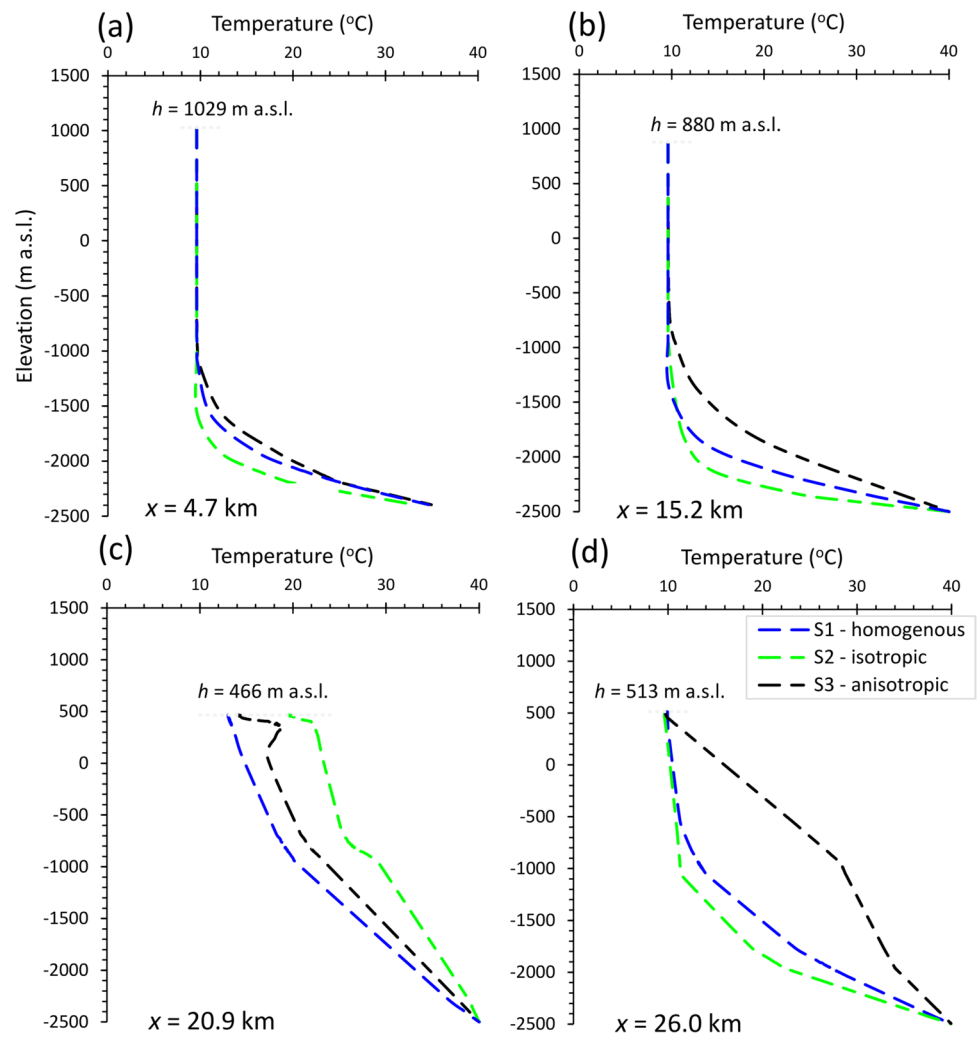 (a)
Temperature (°C)
0 10 20 30 40
1500
1000
500
0
-500
-1000
-1500
-2000
-2500
Elevation (m a.s.l.)
h = 1029 m a.s.l.
x = 4.7 km
(b)
Temperature (°C)
0 10 20 30 40
1500
1000
500
0
-500
-1000
-1500
-2000
-2500
h = 880 m a.s.l.
x = 15.2 km
(c)
Temperature (°C)
0 10 20 30 40
1500
1000
500
0
-500
-1000
-1500
-2000
-2500
h = 466 m a.s.l.
x = 20.9 km
(d)
Temperature (°C)
0 10 20 30 40
1500
1000
500
0
-500
-1000
-1500
-2000
-2500
S1 - homogenous
S2 - isotropic
S3 - anisotropic
h = 513 m a.s.l.
x = 26.0 km